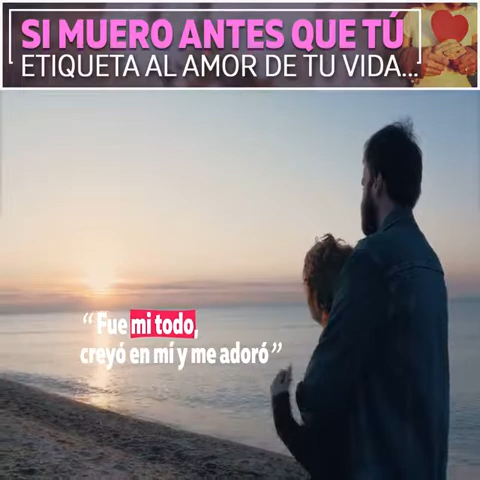 SI MUERO ANTES QUE TÚ
ETIQUETA AL AMOR DE TU VIDA...
“Fue mi todo,
creyó en mí y me adoró”